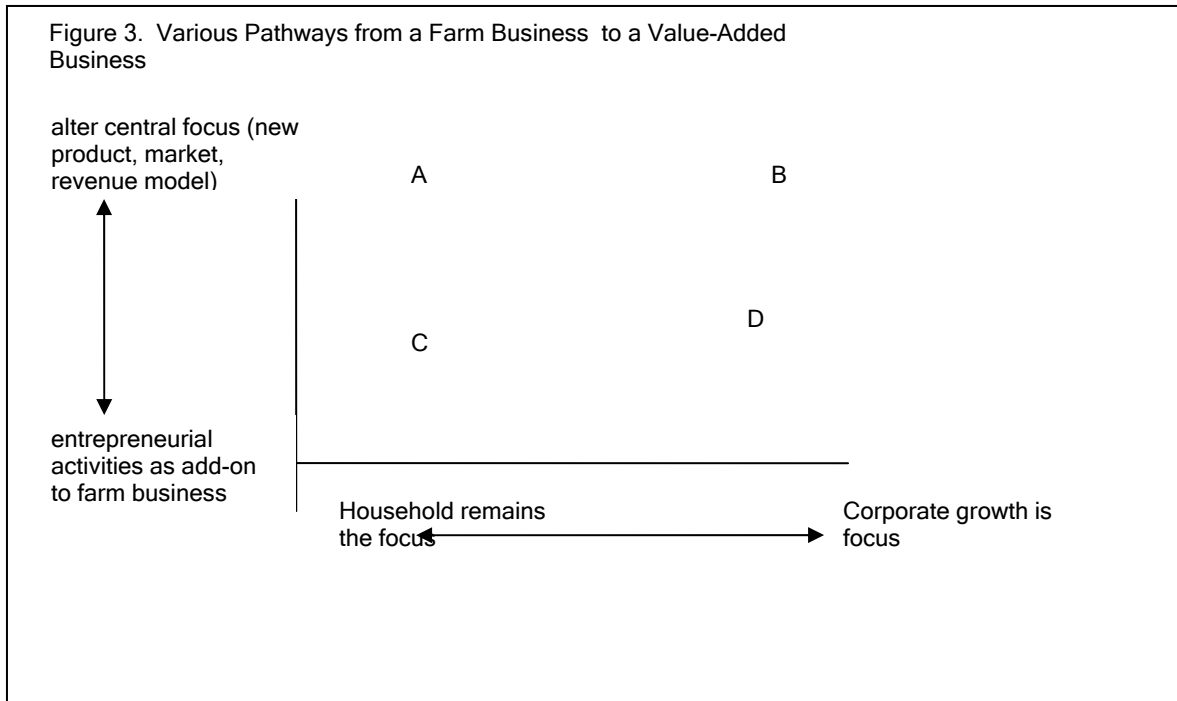 Figure 3.  Various Pathways from a Farm Business  to a Value-Added
Business
alter central focus (new
product, market,
revenue model)
A
B
C
D
entrepreneurial
activities as add-on
to farm business
Household remains
the focus
Corporate growth is
focus